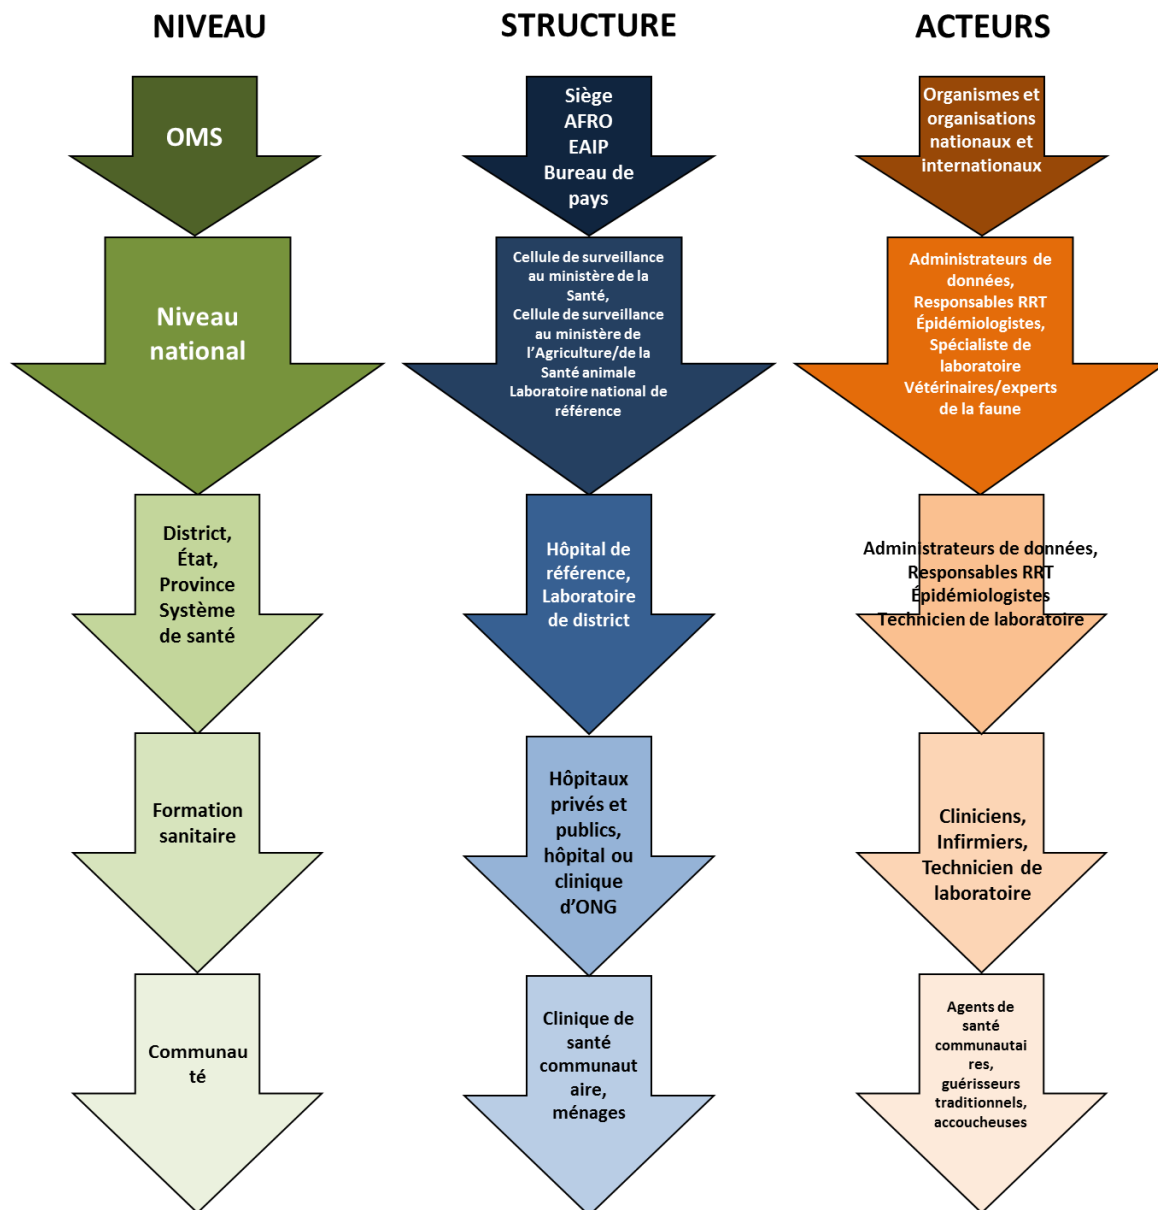 NIVEAU
STRUCTURE
ACTEURS
OMS
Siège
AFRO
EAIP
Bureau de
pays
Organismes et
organisations
nationaux et
internationaux
Niveau
national
Cellule de surveillance
au ministère de la
Santé,
Cellule de surveillance
au ministère de
l’Agriculture/de la
Santé animale
Laboratoire national de
référence
Administrateurs de
données,
Responsables RRT
Épidémiologistes,
Spécialiste de
laboratoire
Vétérinaires/experts
de la faune
District,
État,
Province
Système
de santé
Hôpital de
référence,
Laboratoire
de district
Administrateurs de données,
Responsables RRT
Épidémiologistes
Technicien de laboratoire
Formation
sanitaire
Hôpitaux
privés et
publics,
hôpital ou
clinique
d’ONG
Cliniciens,
Infirmiers,
Technicien de
laboratoire
Communau
té
Clinique de
santé
communaut
aire,
ménages
Agents de
santé
communautai
res,
guérisseurs
traditionnels,
accoucheuses